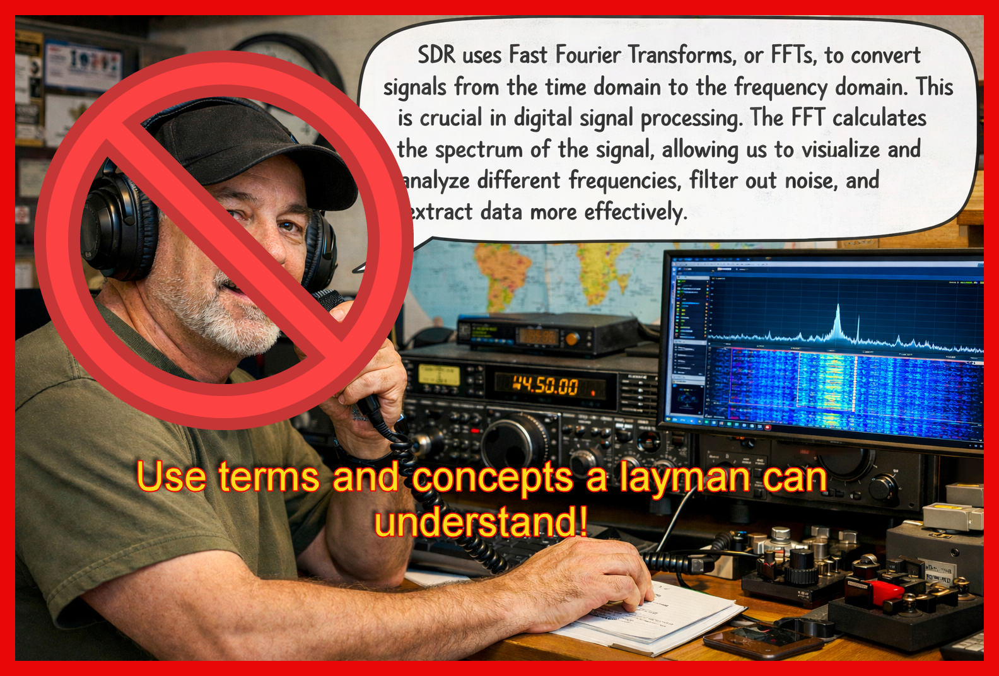 SDR uses Fast Fourier Transforms, or FFTs, to convert
signals from the time domain to the frequency domain. This
is crucial in digital signal processing. The FFT calculates
the spectrum of the signal, allowing us to visualize and
analyze different frequencies, filter out noise, and
extract data more effectively.
44.50.00
Use terms and concepts a layman can
understand!